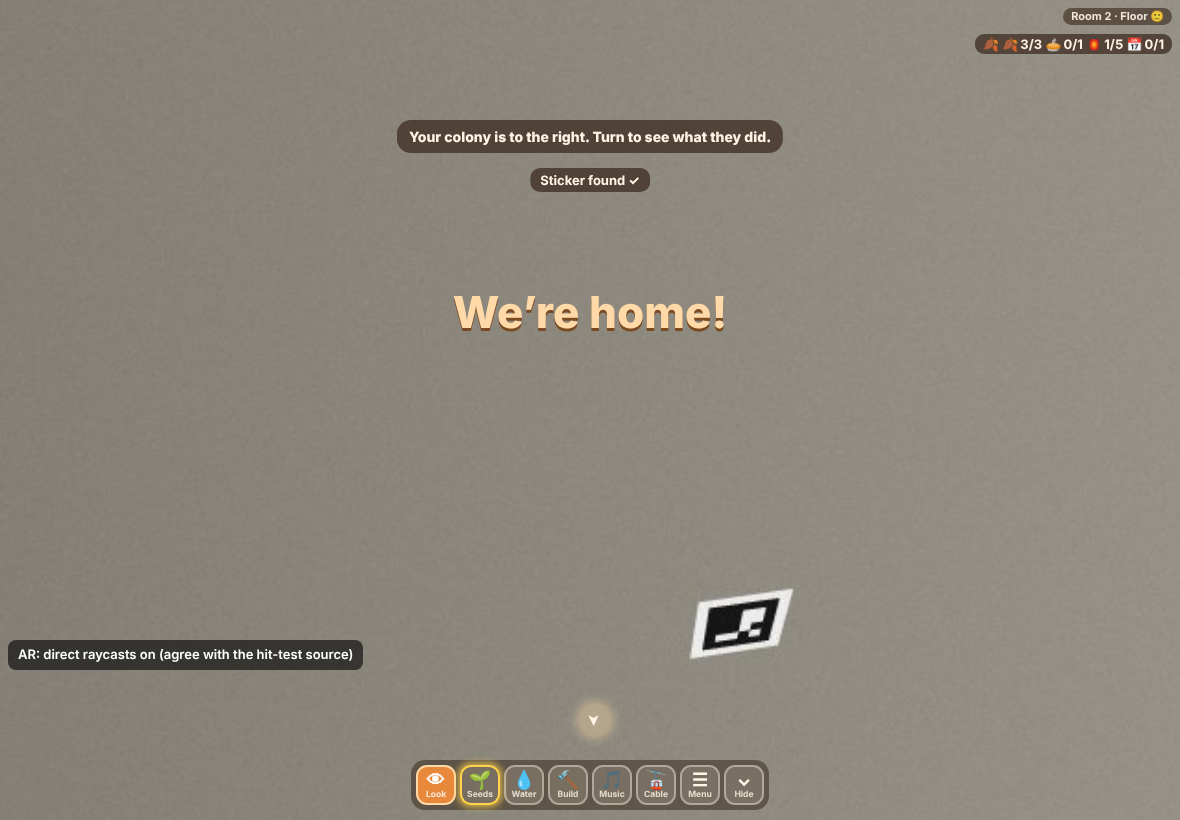 Room 2 · Floor 🙂
🍂 🍂 3/3 🥧 0/1 🏮 1/5 📅 0/1
Your colony is to the right. Turn to see what they did.
Sticker found ✓
We’re home!
AR: direct raycasts on (agree with the hit-test source)
Look Seeds Water Build Music Cable Menu Hide